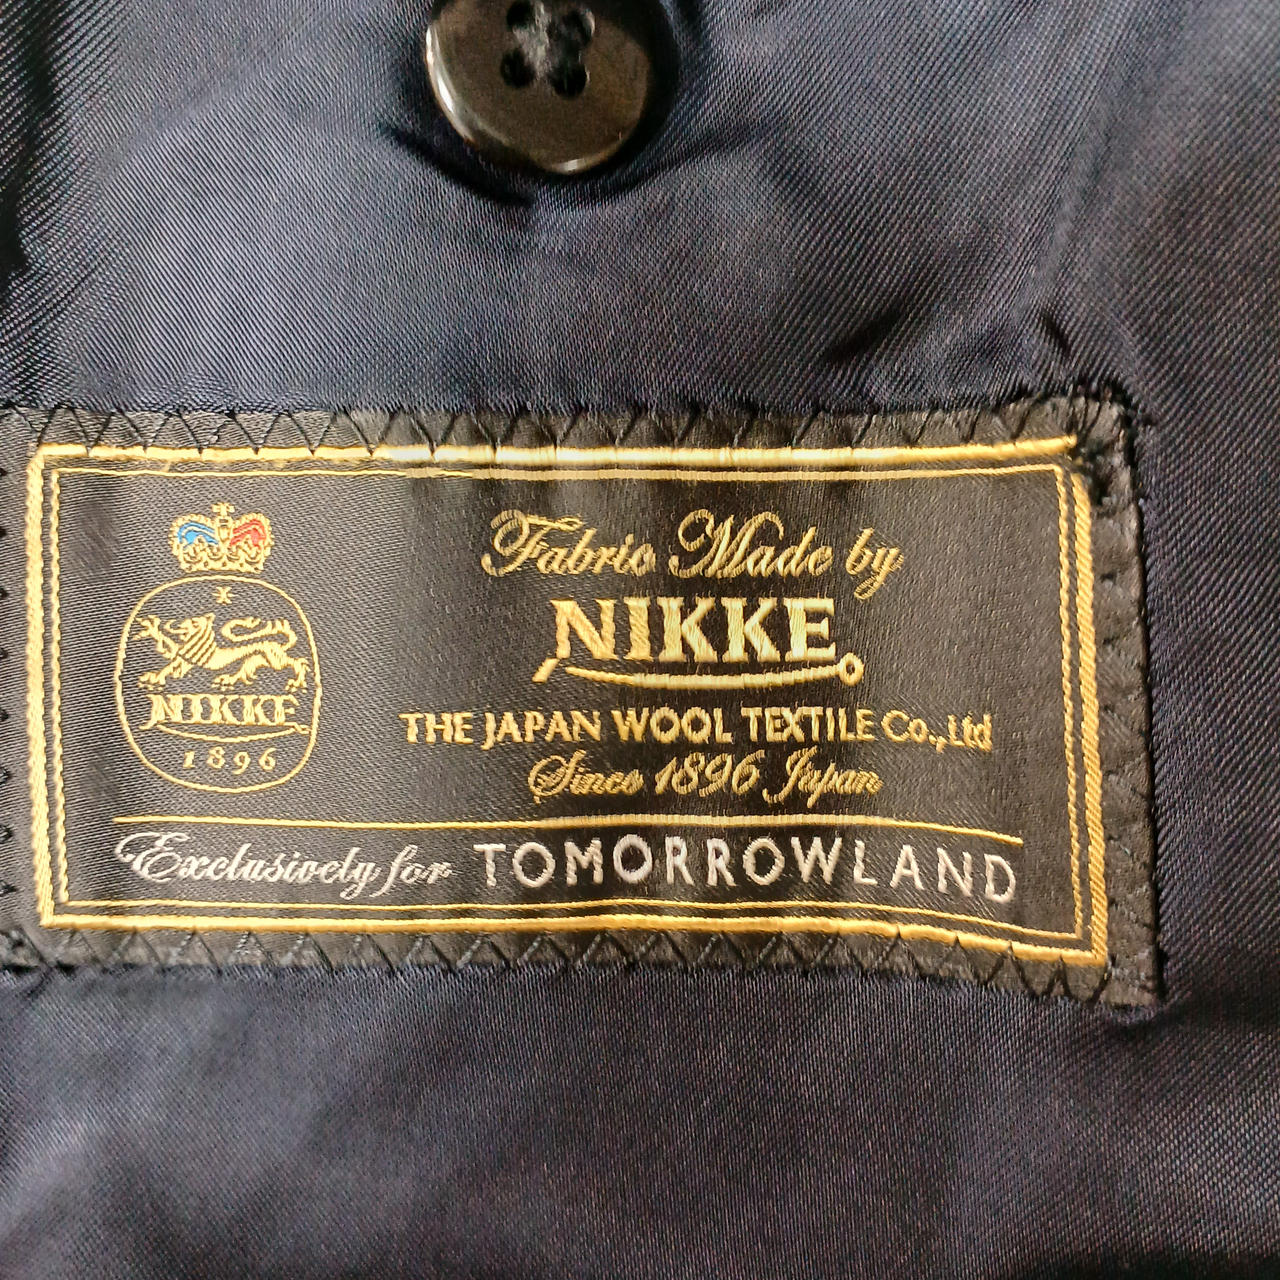 NIKKE
1896
Fabric Made by
NIKKE
THE JAPAN WOOL TEXTILE Co.,Ltd
Since 1896 Japan
Exclusively for TOMORROWLAND